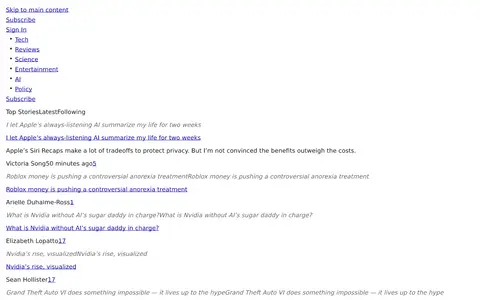 Skip to main content
Subscribe
Sign In
• Tech
• Reviews
• Science
• Entertainment
• AI
• Policy
Subscribe
Top StoriesLatestFollowing
I let Apple’s always-listening AI summarize my life for two weeks
I let Apple’s always-listening AI summarize my life for two weeks
Apple’s Siri Recaps make a lot of tradeoffs to protect privacy. But I’m not convinced the benefits outweigh the costs.
Victoria Song50 minutes ago5
Roblox money is pushing a controversial anorexia treatmentRoblox money is pushing a controversial anorexia treatment
Roblox money is pushing a controversial anorexia treatment
Arielle Duhaime-Ross1
What is Nvidia without AI’s sugar daddy in charge?What is Nvidia without AI’s sugar daddy in charge?
What is Nvidia without AI’s sugar daddy in charge?
Elizabeth Lopatto17
Nvidia’s rise, visualizedNvidia’s rise, visualized
Nvidia’s rise, visualized
Sean Hollister17
Grand Theft Auto VI does something impossible — it lives up to the hypeGrand Theft Auto VI does something impossible — it lives up to the hype